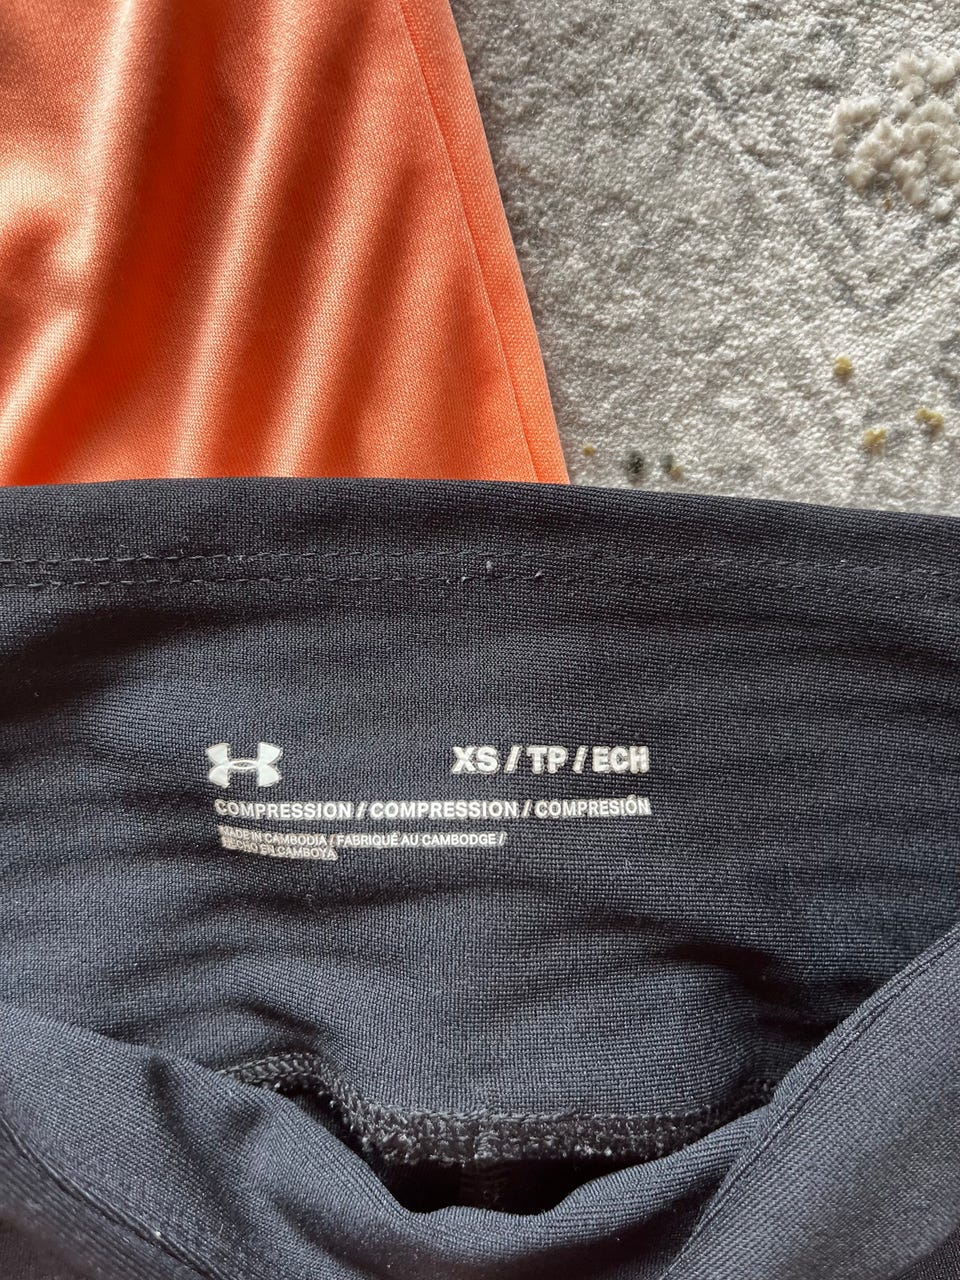 XS / TP / ECH
COMPRESSION / COMPRESSION / COMPRESIÓN
MADE IN CAMBODIA / FABRIQUÉ AU CAMBODGE /
HECHO EN CAMBOYA